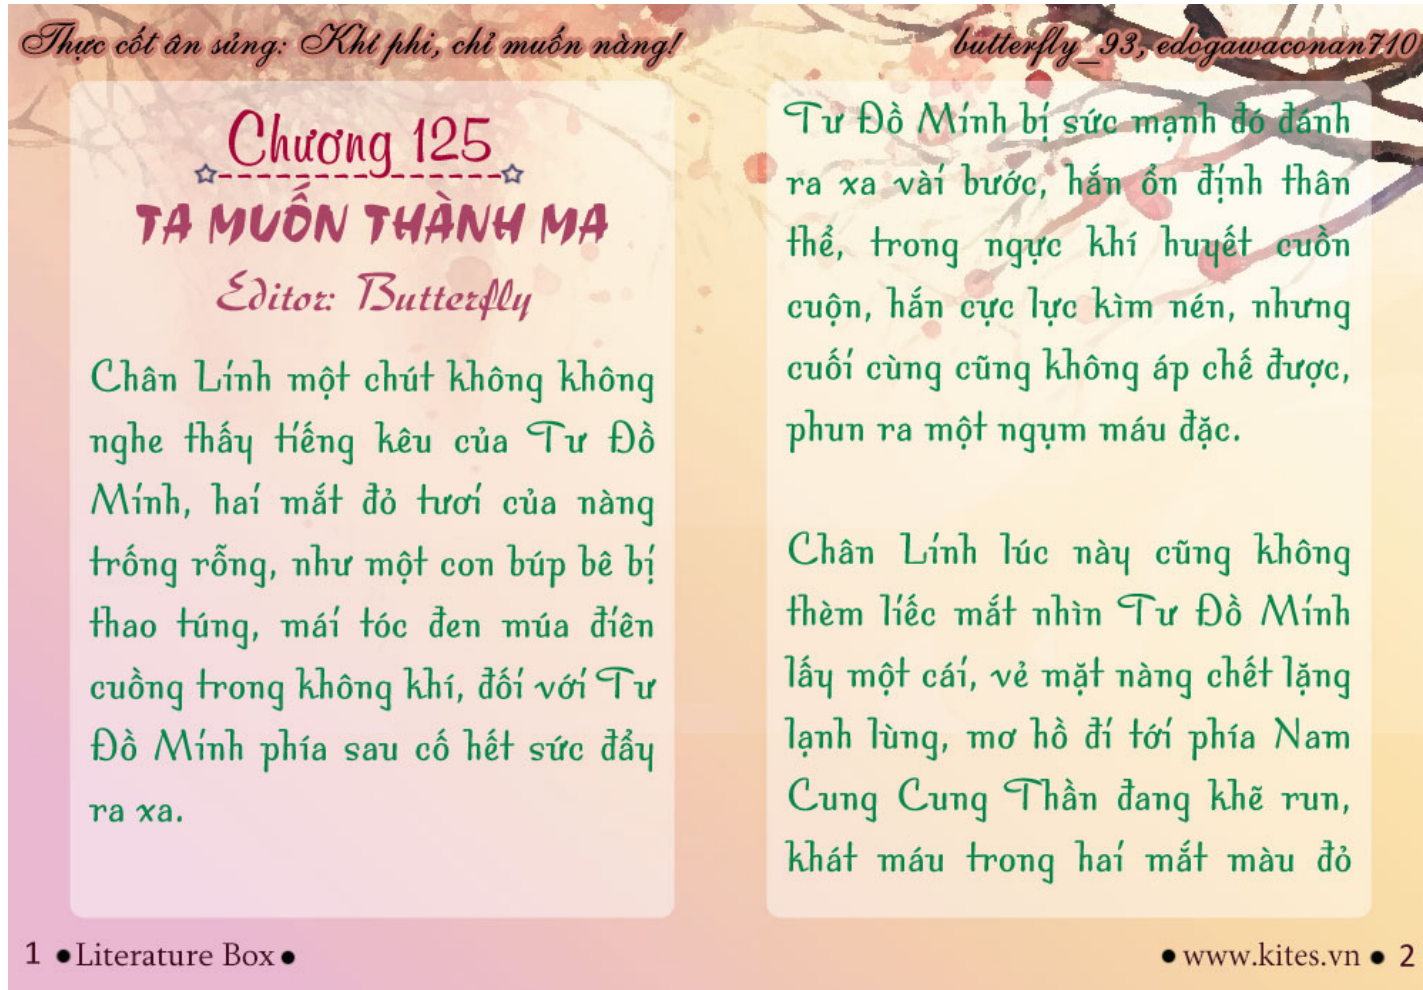 Thực cốt ân sủng: Khí phi, chỉ muốn nàng!
butterfly_93, edogawaconan710
Chương 125
TA MUỐN THÀNH MA
Editor: Butterfly
Chân Linh một chút không không
nghe thấy tiếng kêu của Tư Đồ
Minh, hai mắt đỏ tươi của nàng
trống rỗng, như một con búp bê bị
thao túng, mái tóc đen múa điên
cuồng trong không khí, đối với Tư
Đồ Minh phía sau cố hết sức đẩy
ra xa.
Tư Đồ Minh bị sức mạnh đó đánh
ra xa vài bước, hắn ổn định thân
thể, trong ngực khí huyết cuồn
cuộn, hắn cực lực kìm nén, nhưng
cuối cùng cũng không áp chế được,
phun ra một ngụm máu đặc.
Chân Linh lúc này cũng không
thèm liếc mắt nhìn Tư Đồ Minh
lấy một cái, vẻ mặt nàng chết lặng
lạnh lùng, mơ hồ đi tới phía Nam
Cung Cung Thần đang khẽ run,
khát máu trong hai mắt màu đỏ
1 ●Literature Box●
●www.kites.vn ● 2